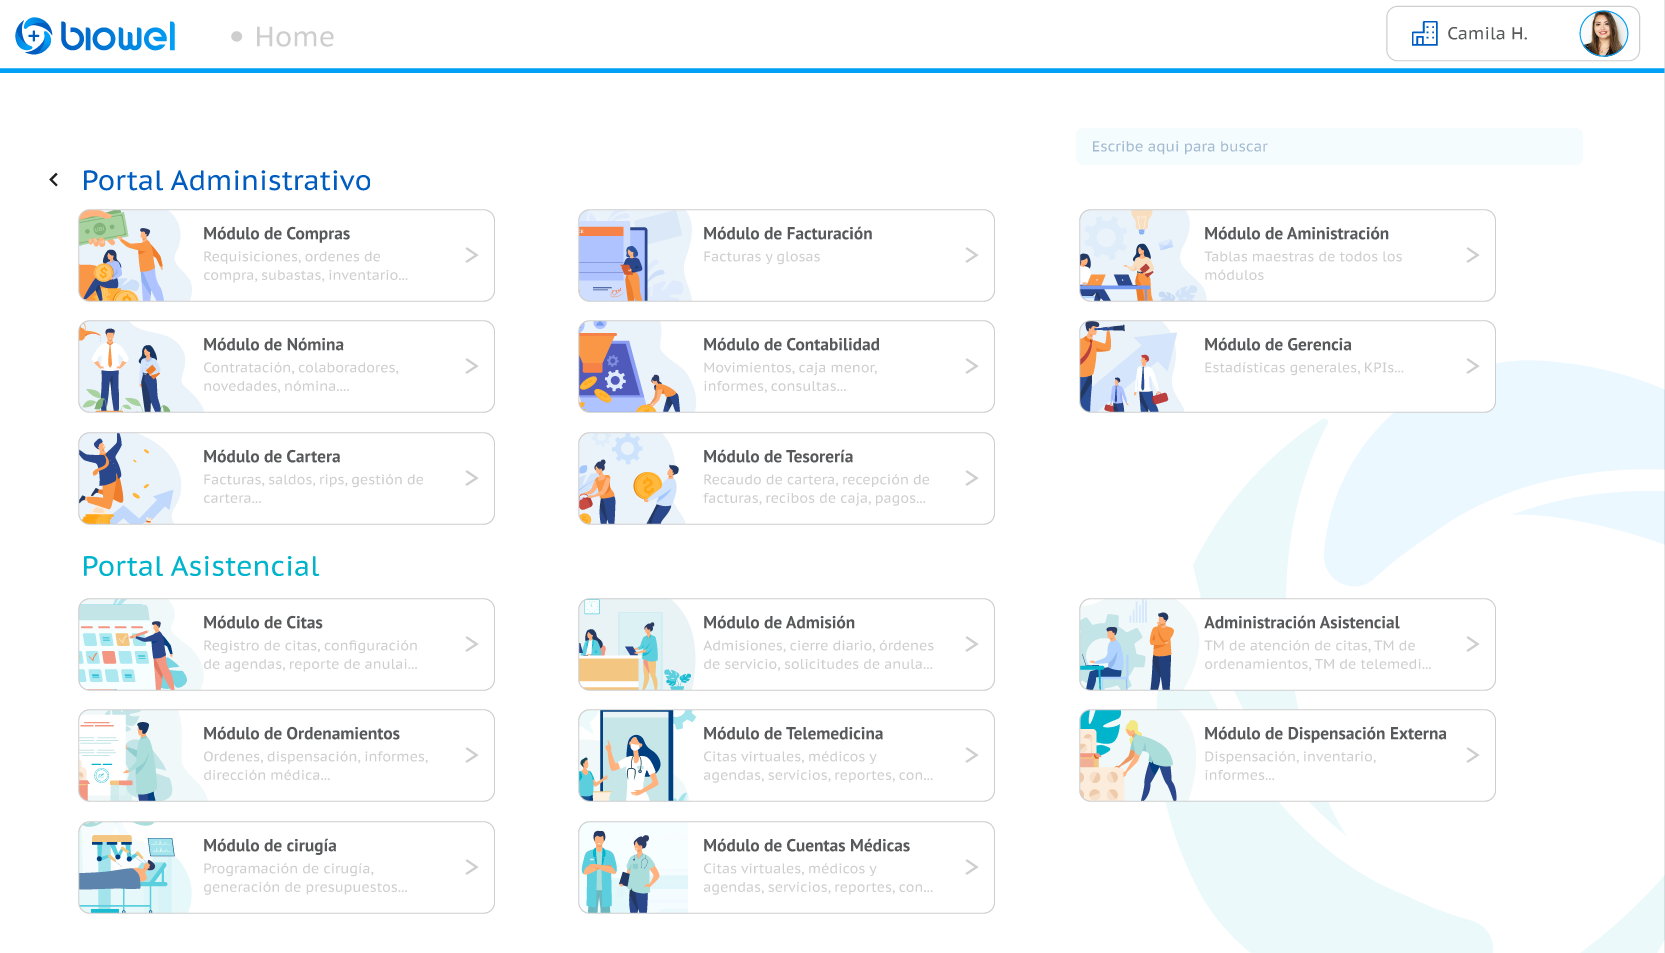 biowel
Home
Camila H.
Escribe aqui para buscar
Portal Administrativo
Módulo de Compras
Requisiciones, ordenes de
compra, subastas, inventario...
Módulo de Facturación
Facturas y glosas
Módulo de Aministración
Tablas maestras de todos los
módulos
Módulo de Nómina
Contratación, colaboradores,
novedades, nómina....
Módulo de Contabilidad
Movimientos, caja menor,
informes, consultas...
Módulo de Gerencia
Estadísticas generales, KPIs...
Módulo de Cartera
Facturas, saldos, rips, gestión de
cartera...
Módulo de Tesorería
Recaudo de cartera, recepción de
facturas, recibos de caja, pagos...
Portal Asistencial
Módulo de Citas
Registro de citas, configuración
de agendas, reporte de anulai...
Módulo de Admisión
Admisiones, cierre diario, órdenes
de servicio, solicitudes de anula...
Administración Asistencial
TM de atención de citas, TM de
ordenamientos, TM de telemedi...
Módulo de Ordenamientos
Ordenes, dispensación, informes,
dirección médica...
Módulo de Telemedicina
Citas virtuales, médicos y
agendas, servicios, reportes, con...
Módulo de Dispensación Externa
Dispensación, inventario,
informes...
Módulo de cirugía
Programación de cirugía,
generación de presupuestos...
Módulo de Cuentas Médicas
Citas virtuales, médicos y
agendas, servicios, reportes, con...